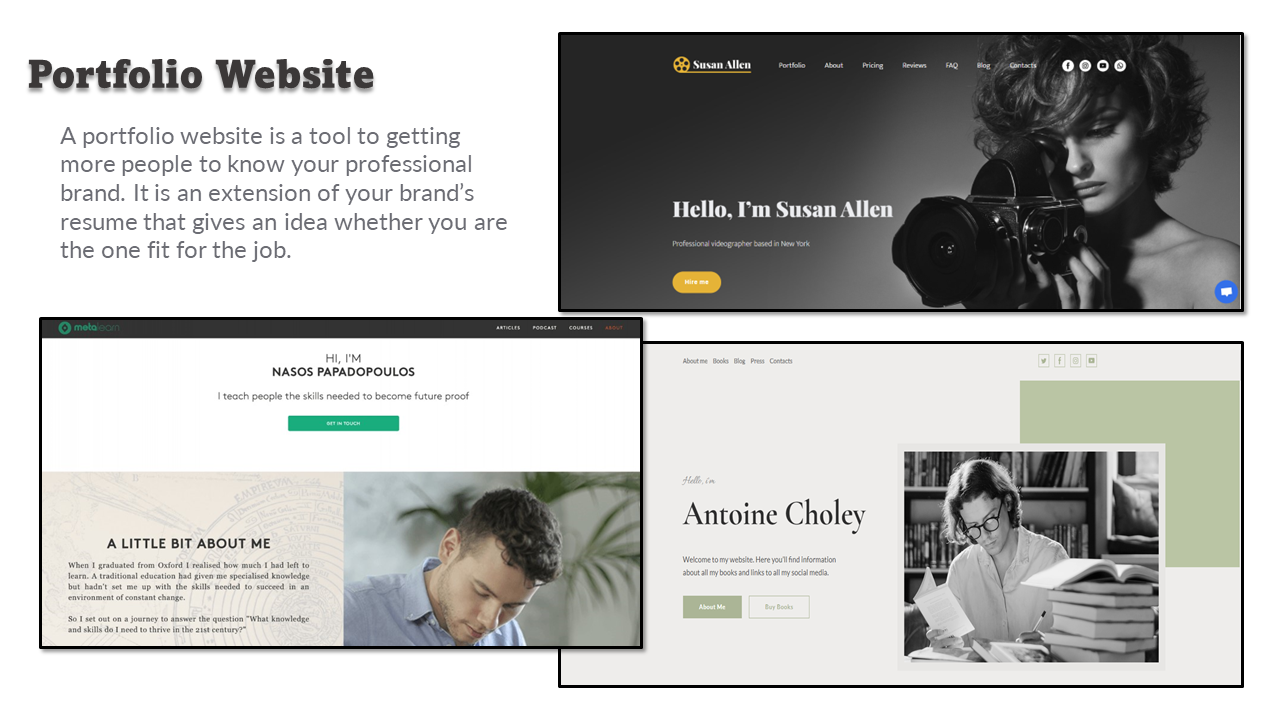 Portfolio Website
A portfolio website is a tool to getting
more people to know your professional
brand. It is an extension of your brand’s
resume that gives an idea whether you are
the one fit for the job.
Susan Allen
Portfolio About Pricing Reviews FAQ Blog Contacts
Hello, I’m Susan Allen
Professional videographer based in New York
Hire me
metalearn
ARTICLES PODCAST COURSES ABOUT
HI, I'M
NASOS PAPADOPOULOS
I teach people the skills needed to become future proof
GET IN TOUCH
A LITTLE BIT ABOUT ME
When I graduated from Oxford I realised how much I had left to
learn. A traditional education had given me specialised knowledge
but hadn't set me up with the skills needed to succeed in an
environment of constant change.
So I set out on a journey to answer the question "What knowledge
and skills do I need to thrive in the 21st century?"
About me Books Blog Press Contacts
Hello, i'm
Antoine Choley
Welcome to my website. Here you'll find information
about all my books and links to all my social media.
About Me
Buy Books